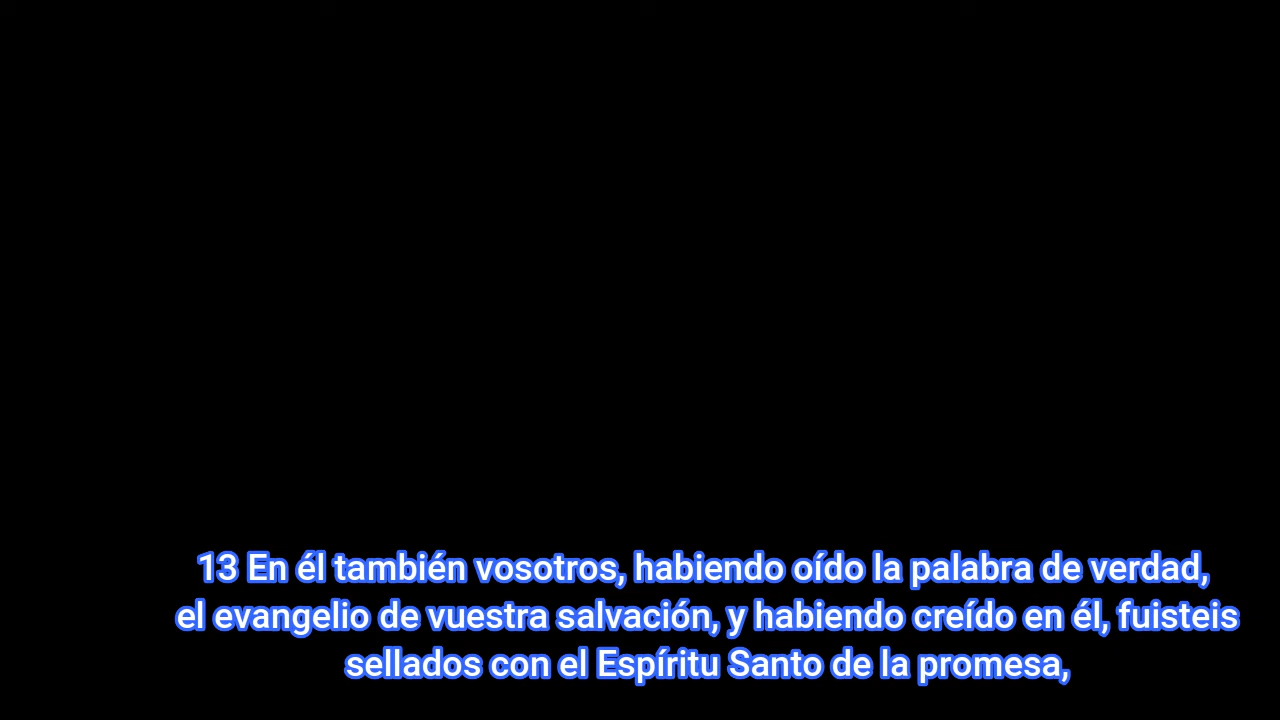 13 En él también vosotros, habiendo oído la palabra de verdad,
el evangelio de vuestra salvación, y habiendo creído en él, fuisteis
sellados con el Espíritu Santo de la promesa,